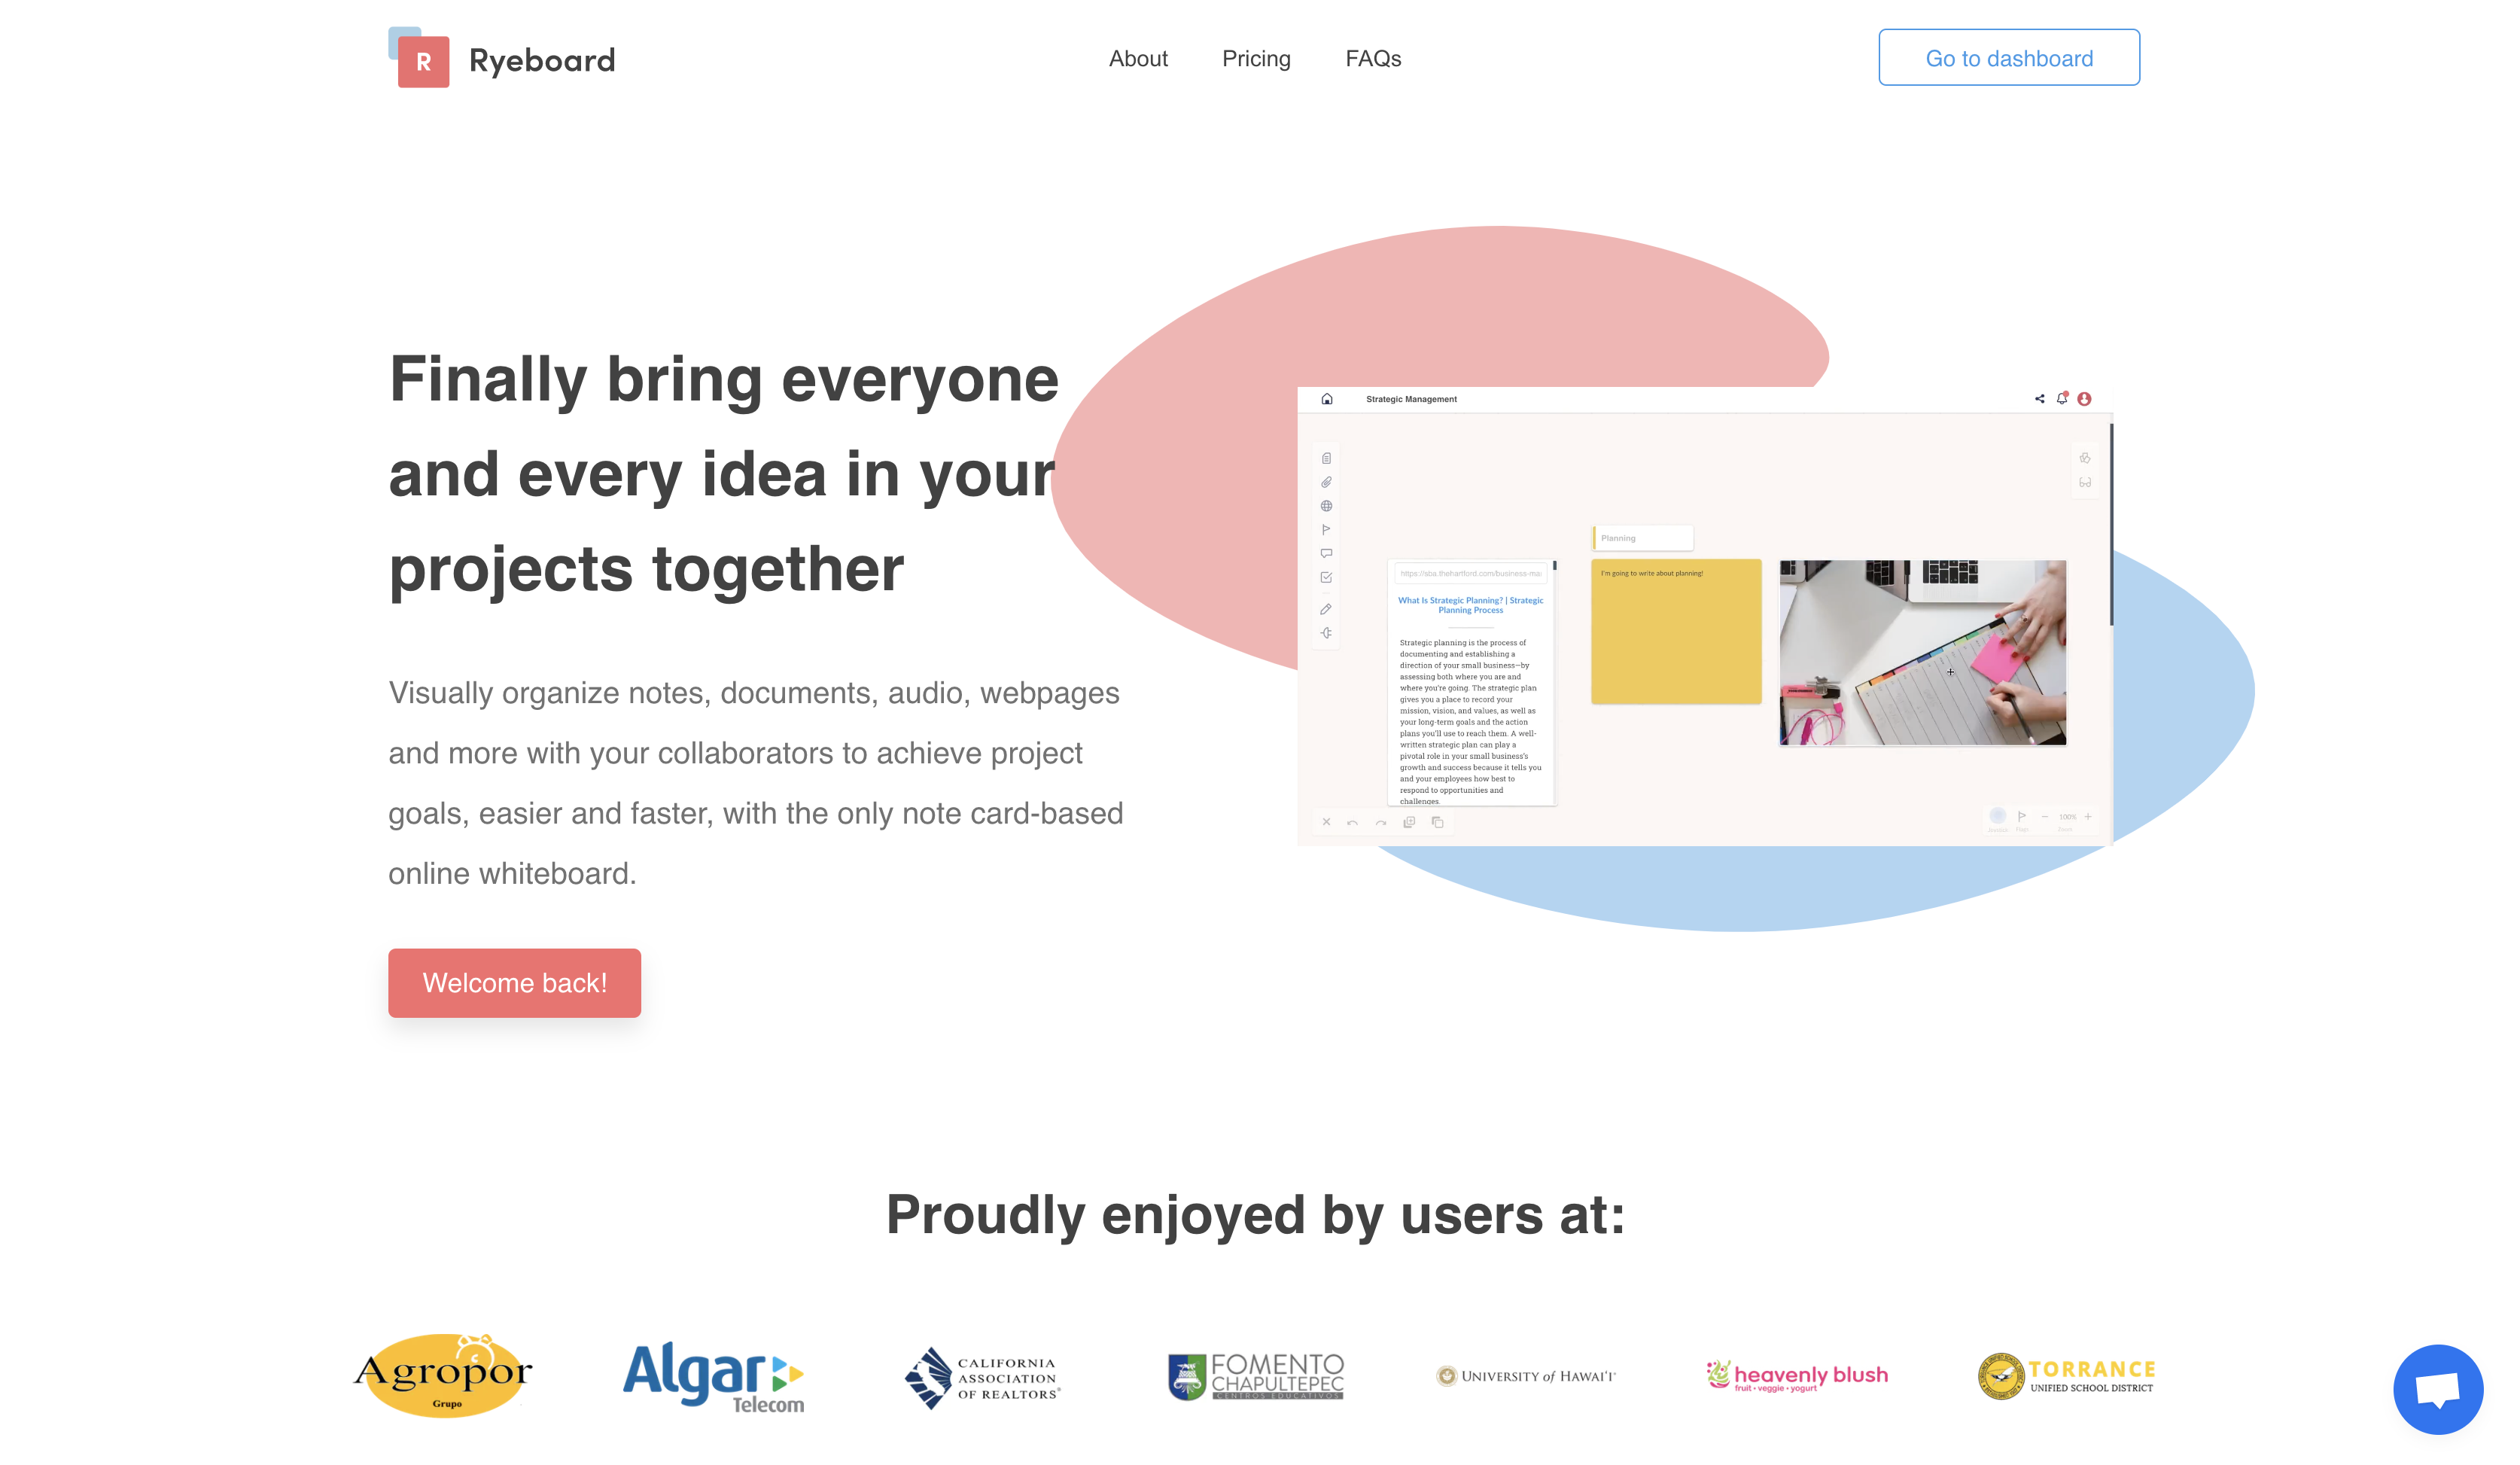 R Ryeboard
About Pricing FAQs
Go to dashboard
Finally bring everyone
and every idea in your
projects together
Visually organize notes, documents, audio, webpages
and more with your collaborators to achieve project
goals, easier and faster, with the only note card-based
online whiteboard.
Welcome back!
Strategic Management
Planning
https://sba.thehartford.com/business-ma
What Is Strategic Planning? | Strategic
Planning Process
Strategic planning is the process of
documenting and establishing a
direction of your small business—by
assessing both where you are and
where you're going. The strategic plan
gives you a place to record your
mission, vision, and values, as well as
your long-term goals and the action
plans you'll use to reach them. A well-
written strategic plan can play a
pivotal role in your small business's
growth and success because it tells you
and your employees how best to
respond to opportunities and
challenges.
I'm going to write about planning!
100%
Zoom
Proudly enjoyed by users at:
Agropor
Grupo
Algar
Telecom
CALIFORNIA
ASSOCIATION
OF REALTORS®
FOMENTO
CHAPULTEPEC
CENTROS EDUCATIVOS
UNIVERSITY of HAWAI'I®
heavenly blush
fruit • veggie • yogurt
TORRANCE
UNIFIED SCHOOL DISTRICT